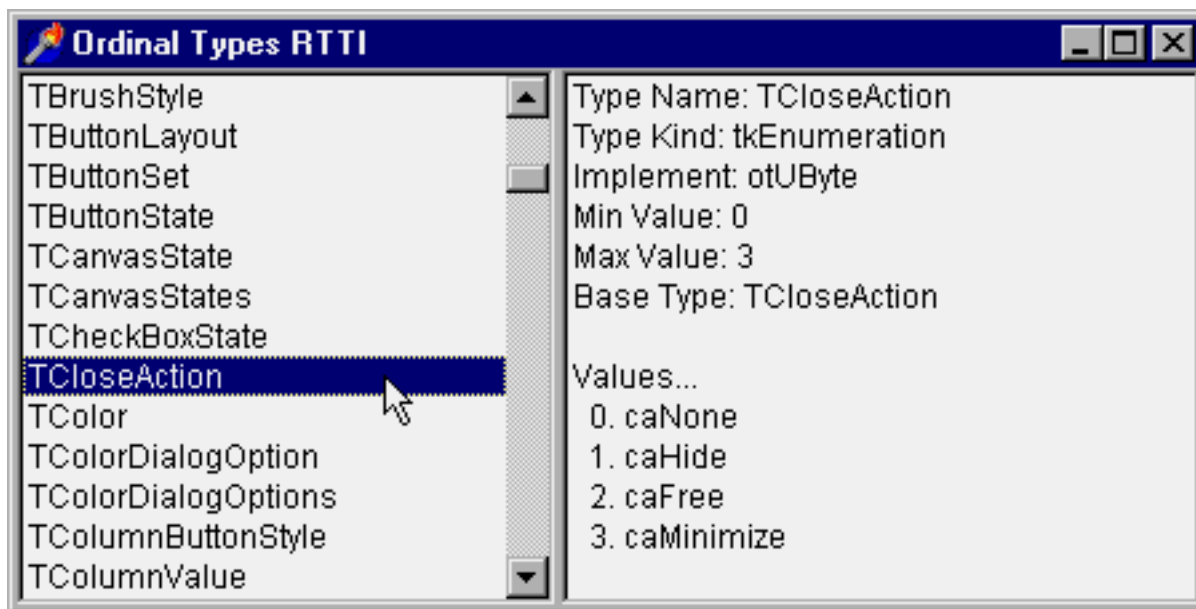 Ordinal Types RTTI
TBrushStyle
TButtonLayout
TButtonSet
TButtonState
TCanvasState
TCanvasStates
TCheckBoxState
TCloseAction
TColor
TColorDialogOption
TColorDialogOptions
TColumnButtonStyle
TColumnValue
Type Name: TCloseAction
Type Kind: tkEnumeration
Implement: otUByte
Min Value: 0
Max Value: 3
Base Type: TCloseAction
Values...
0. caNone
1. caHide
2. caFree
3. caMinimize